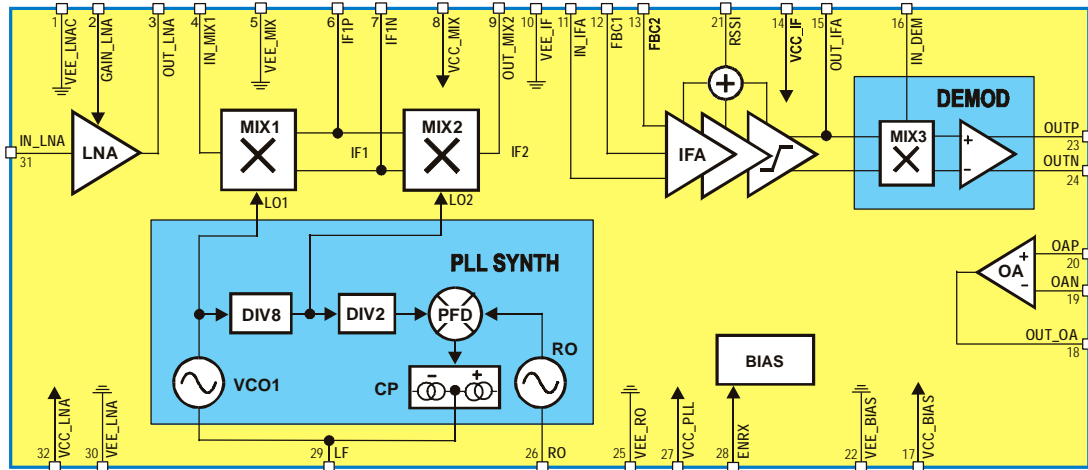 1 VEE_LNAC
2 GAIN_LNA
3 OUT_LNA
4 IN_MIX1
5 VEE_MIX
6 IF1P
7 IF1N
8 VCC_MIX
9 OUT_MIX2
10 VEE_IF
11 IN_IFA
12 FBC1
13 FBC2
21 RSSI
14 VCC_IF
15 OUT_IFA
16 IN_DEM
IN_LNA
31
LNA
MIX1
IF1
MIX2
IF2
LO1
LO2
+
IFA
DEMOD
MIX3
+
−
OUTP
23
OUTN
24
PLL SYNTH
DIV8
DIV2
PFD
VCO1
CP
− +
RO
BIAS
OA
+
−
OAP
20
OAN
19
OUT_OA
18
32 VCC_LNA
30 VEE_LNA
29 LF
26 RO
25 VEE_RO
27 VCC_PLL
28 ENRX
22 VEE_BIAS
17 VCC_BIAS